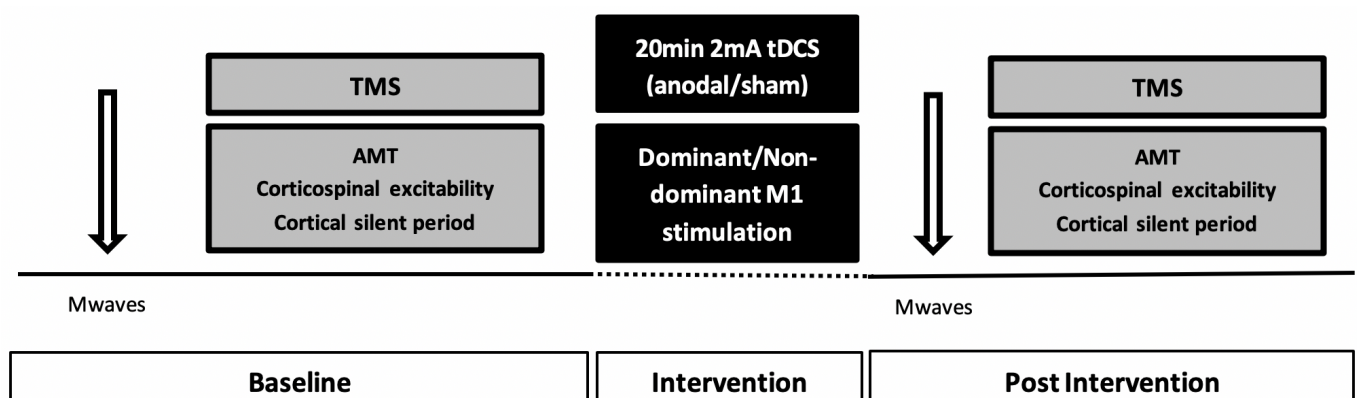 TMS
AMT
Corticospinal excitability
Cortical silent period
Mwaves
20min 2mA tDCS
(anodal/sham)
Dominant/Non-
dominant M1
stimulation
TMS
AMT
Corticospinal excitability
Cortical silent period
Mwaves
Baseline
Intervention
Post Intervention